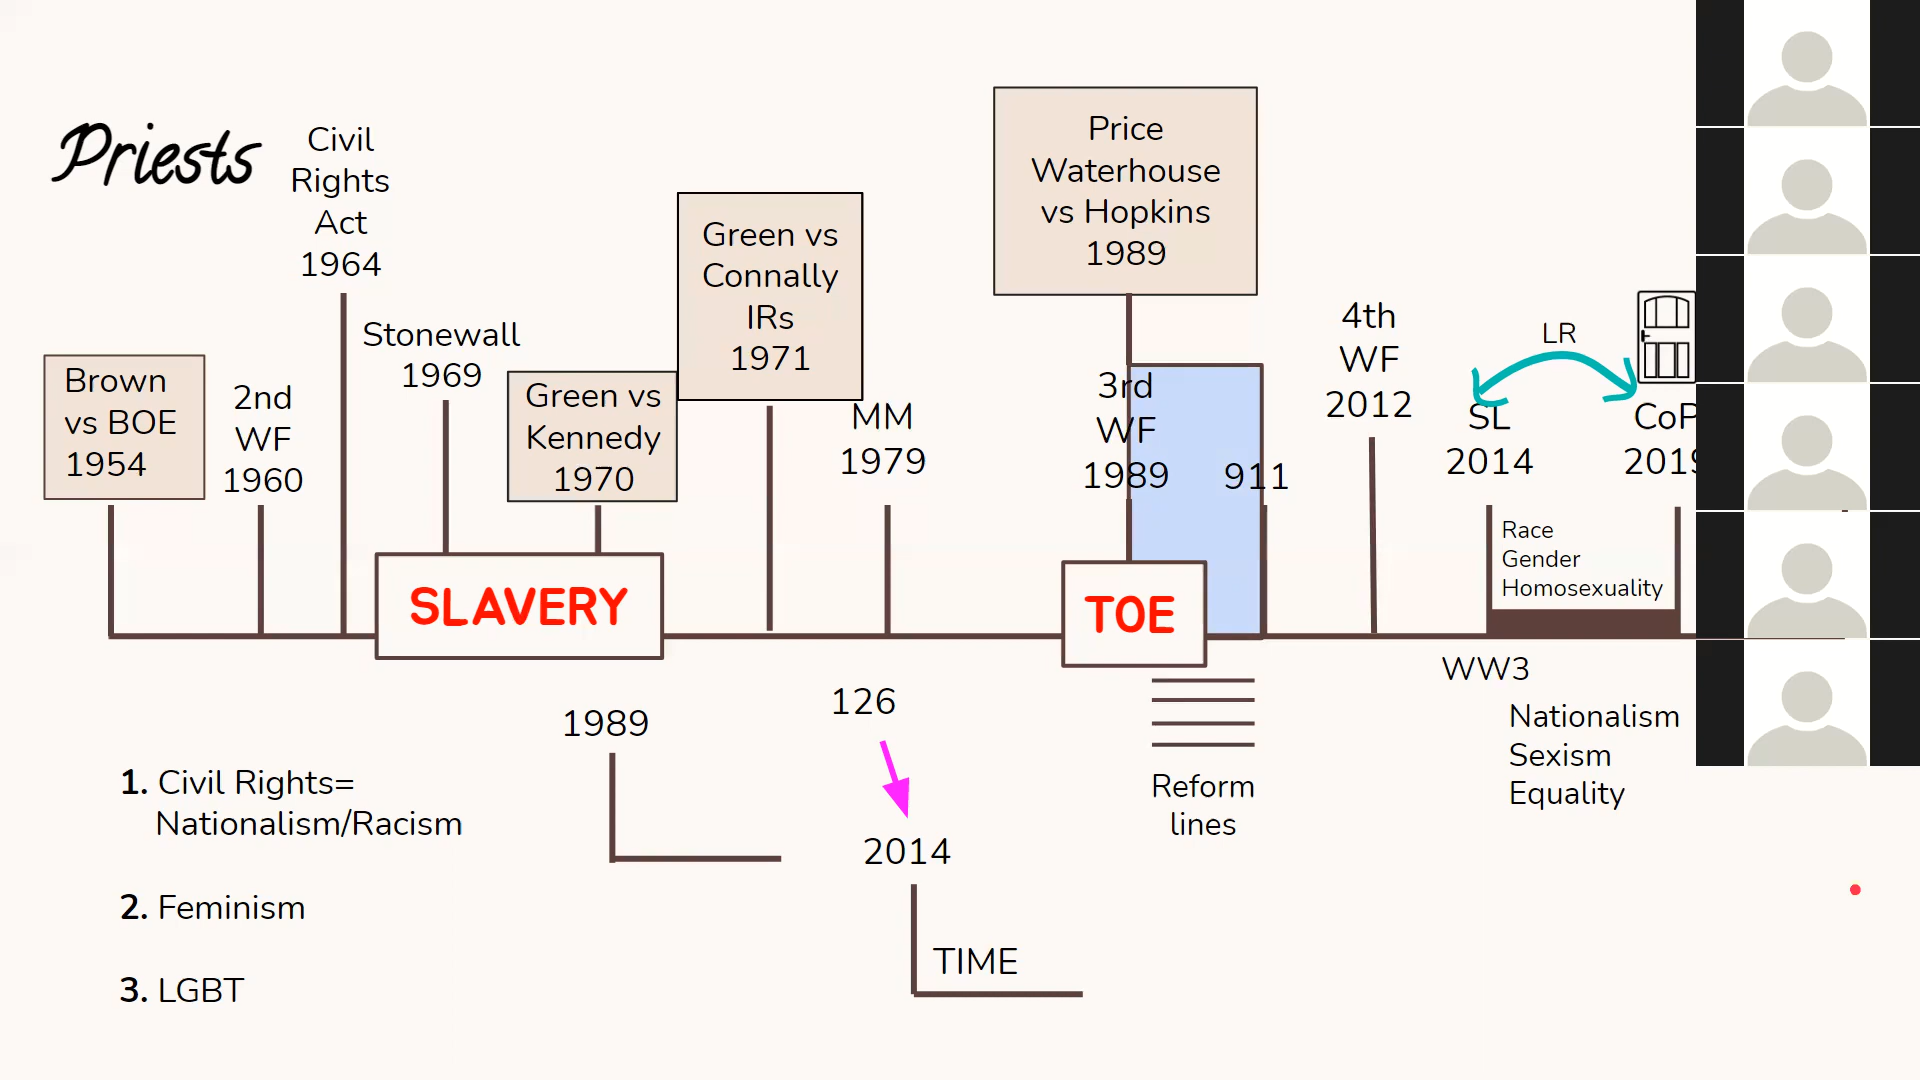 Priests
Civil
Rights
Act
1964
Brown
vs BOE
1954
2nd
WF
1960
Stonewall
1969
Green vs
Kennedy
1970
Green vs
Connally
IRs
1971
MM
1979
Price
Waterhouse
vs Hopkins
1989
3rd
WF
1989
911
4th
WF
2012
LR
SL
2014
CoP
2019
Race
Gender
Homosexuality
SLAVERY
TOE
WW3
Nationalism
Sexism
Equality
Reform
lines
1989
126
2014
TIME
1. Civil Rights=
Nationalism/Racism
2. Feminism
3. LGBT